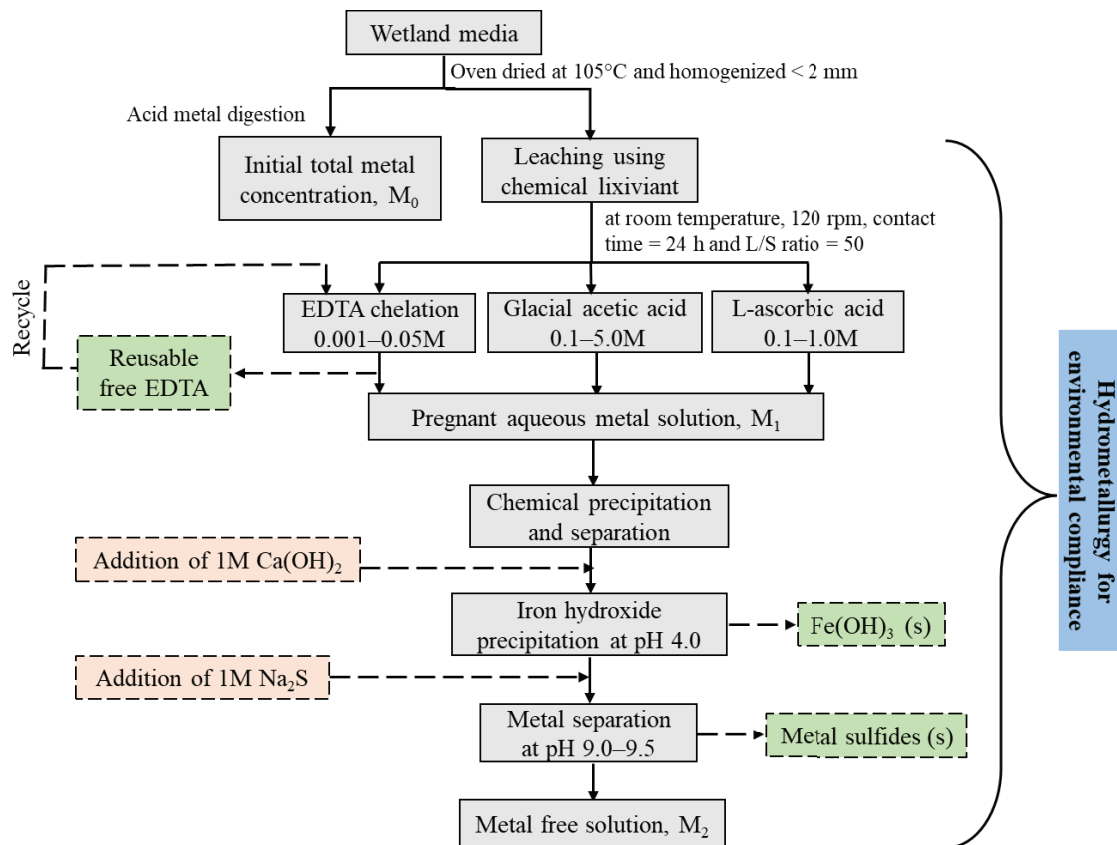 Wetland media
Oven dried at 105°C and homogenized < 2 mm
Acid metal digestion
Initial total metal
concentration, M₀
Leaching using
chemical lixiviant
at room temperature, 120 rpm, contact
time = 24 h and L/S ratio = 50
Recycle
EDTA chelation
0.001–0.05M
Glacial acetic acid
0.1–5.0M
L-ascorbic acid
0.1–1.0M
Reusable
free EDTA
Pregnant aqueous metal solution, M₁
Chemical precipitation
and separation
Addition of 1M Ca(OH)₂
Iron hydroxide
precipitation at pH 4.0
Fe(OH)₃ (s)
Addition of 1M Na₂S
Metal separation
at pH 9.0–9.5
Metal sulfides (s)
Metal free solution, M₂
Hydrometallurgy for
environmental compliance